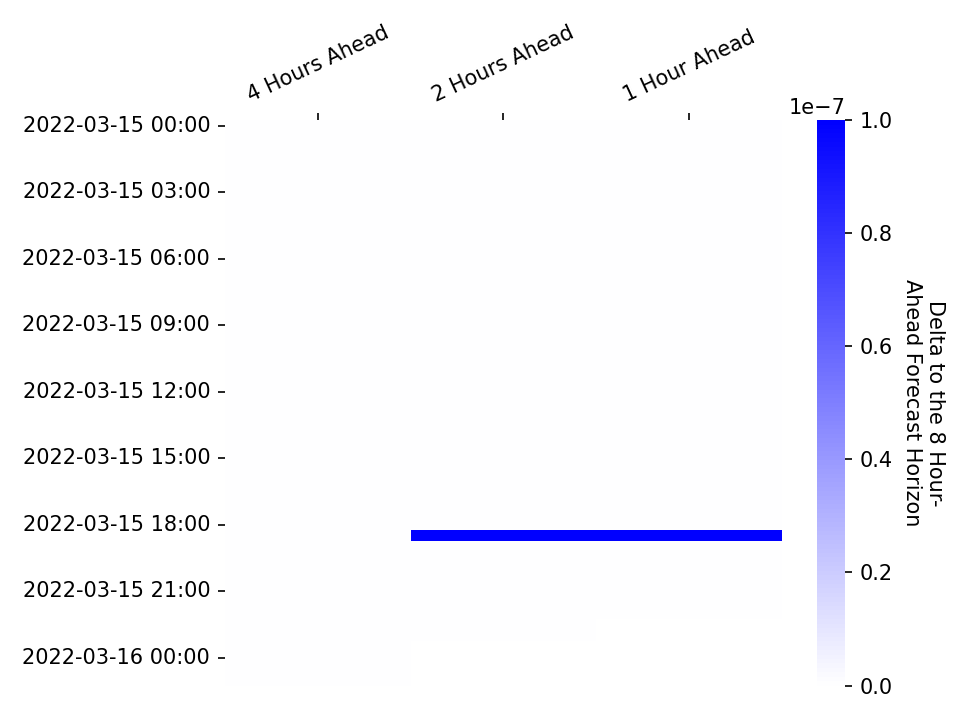 4 Hours Ahead
2 Hours Ahead
1 Hour Ahead
1e−7
2022-03-15 00:00
2022-03-15 03:00
2022-03-15 06:00
2022-03-15 09:00
2022-03-15 12:00
2022-03-15 15:00
2022-03-15 18:00
2022-03-15 21:00
2022-03-16 00:00
1.0
0.8
0.6
0.4
0.2
0.0
Delta to the 8 Hour-
Ahead Forecast Horizon